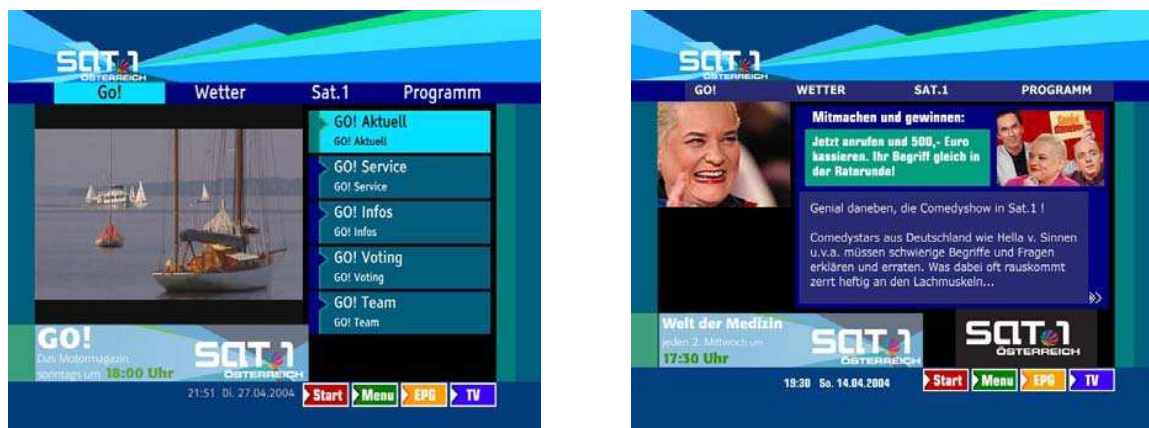 SAT.1
ÖSTERREICH
Go! Wetter Sat.1 Programm
GO! Aktuell
GO! Aktuell
GO! Service
GO! Service
GO! Infos
GO! Infos
GO! Voting
GO! Voting
GO! Team
GO! Team
GO!
Das Motormagazin
sonntags um 18:00 Uhr
SAT.1
ÖSTERREICH
21:51 Di. 27.04.2004 Start Menu EPG TV
SAT.1
ÖSTERREICH
GO! WETTER SAT.1 PROGRAMM
Mitmachen und gewinnen:
Jetzt anrufen und 500,- Euro
kassieren. Ihr Begriff gleich in
der Raterunde!
Genial
daneben
Genial daneben, die Comedyshow in Sat.1 !
Comedystars aus Deutschland wie Hella v. Sinnen
u.v.a. müssen schwierige Begriffe und Fragen
erklären und erraten. Was dabei oft rauskommt
zerrt heftig an den Lachmuskeln...
Welt der Medizin
jeden 2. Mittwoch um
17:30 Uhr
SAT.1
ÖSTERREICH
SAT.1
ÖSTERREICH
19:30 So. 14.04.2004 Start Menu EPG TV